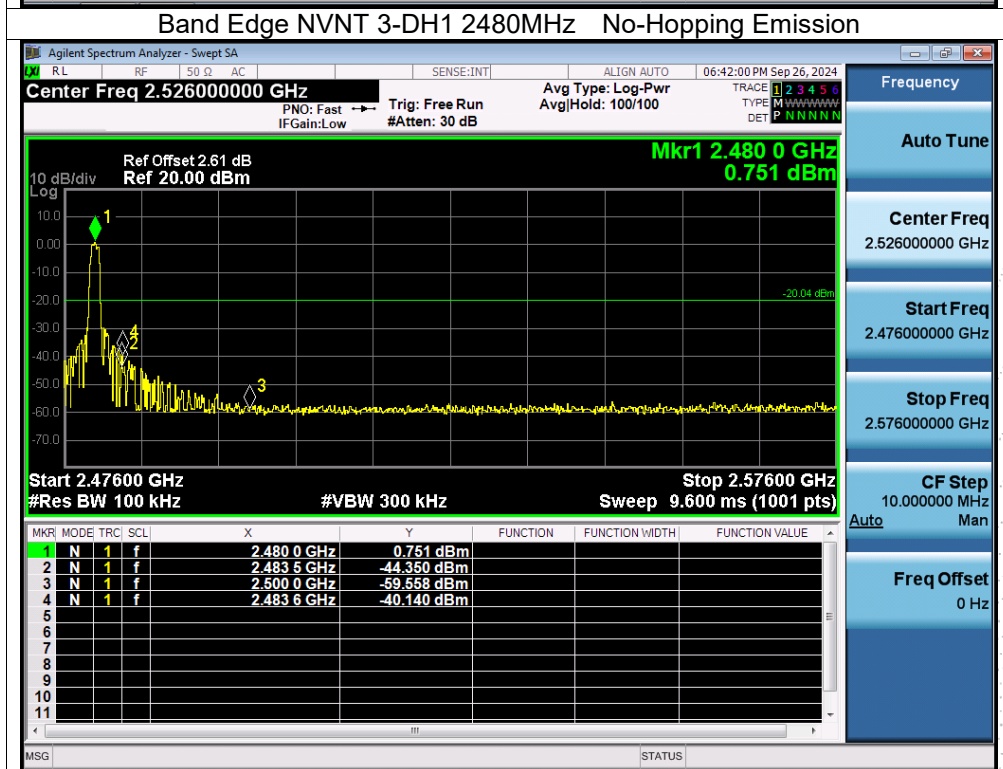 Band Edge NVNT 3-DH1 2480MHz No-Hopping Emission
Agilent Spectrum Analyzer - Swept SA
LXI RL RF 50 Ω AC SENSE:INT ALIGN AUTO 06:42:00 PM Sep 26, 2024
Center Freq 2.526000000 GHz
PNO: Fast
IFGain:Low
Trig: Free Run
#Atten: 30 dB
Avg Type: Log-Pwr
Avg|Hold: 100/100
TRACE 1 2 3 4 5 6
TYPE M WWWWW
DET P N N N N N
Frequency
Auto Tune
Center Freq
2.526000000 GHz
Start Freq
2.476000000 GHz
Stop Freq
2.576000000 GHz
CF Step
10.000000 MHz
Auto Man
Freq Offset
0 Hz
Mkr1 2.480 0 GHz
0.751 dBm
Ref Offset 2.61 dB
10 dB/div Ref 20.00 dBm
Log
10.0
0.00
-10.0
-20.0
-30.0
-40.0
-50.0
-60.0
-70.0
1
4
2
3
-20.04 dBm
Start 2.47600 GHz Stop 2.57600 GHz
#Res BW 100 kHz #VBW 300 kHz Sweep 9.600 ms (1001 pts)
MKR MODE TRC SCL X Y FUNCTION FUNCTION WIDTH FUNCTION VALUE
1 N 1 f 2.480 0 GHz 0.751 dBm
2 N 1 f 2.483 5 GHz -44.350 dBm
3 N 1 f 2.500 0 GHz -59.558 dBm
4 N 1 f 2.483 6 GHz -40.140 dBm
5
6
7
8
9
10
11
MSG STATUS